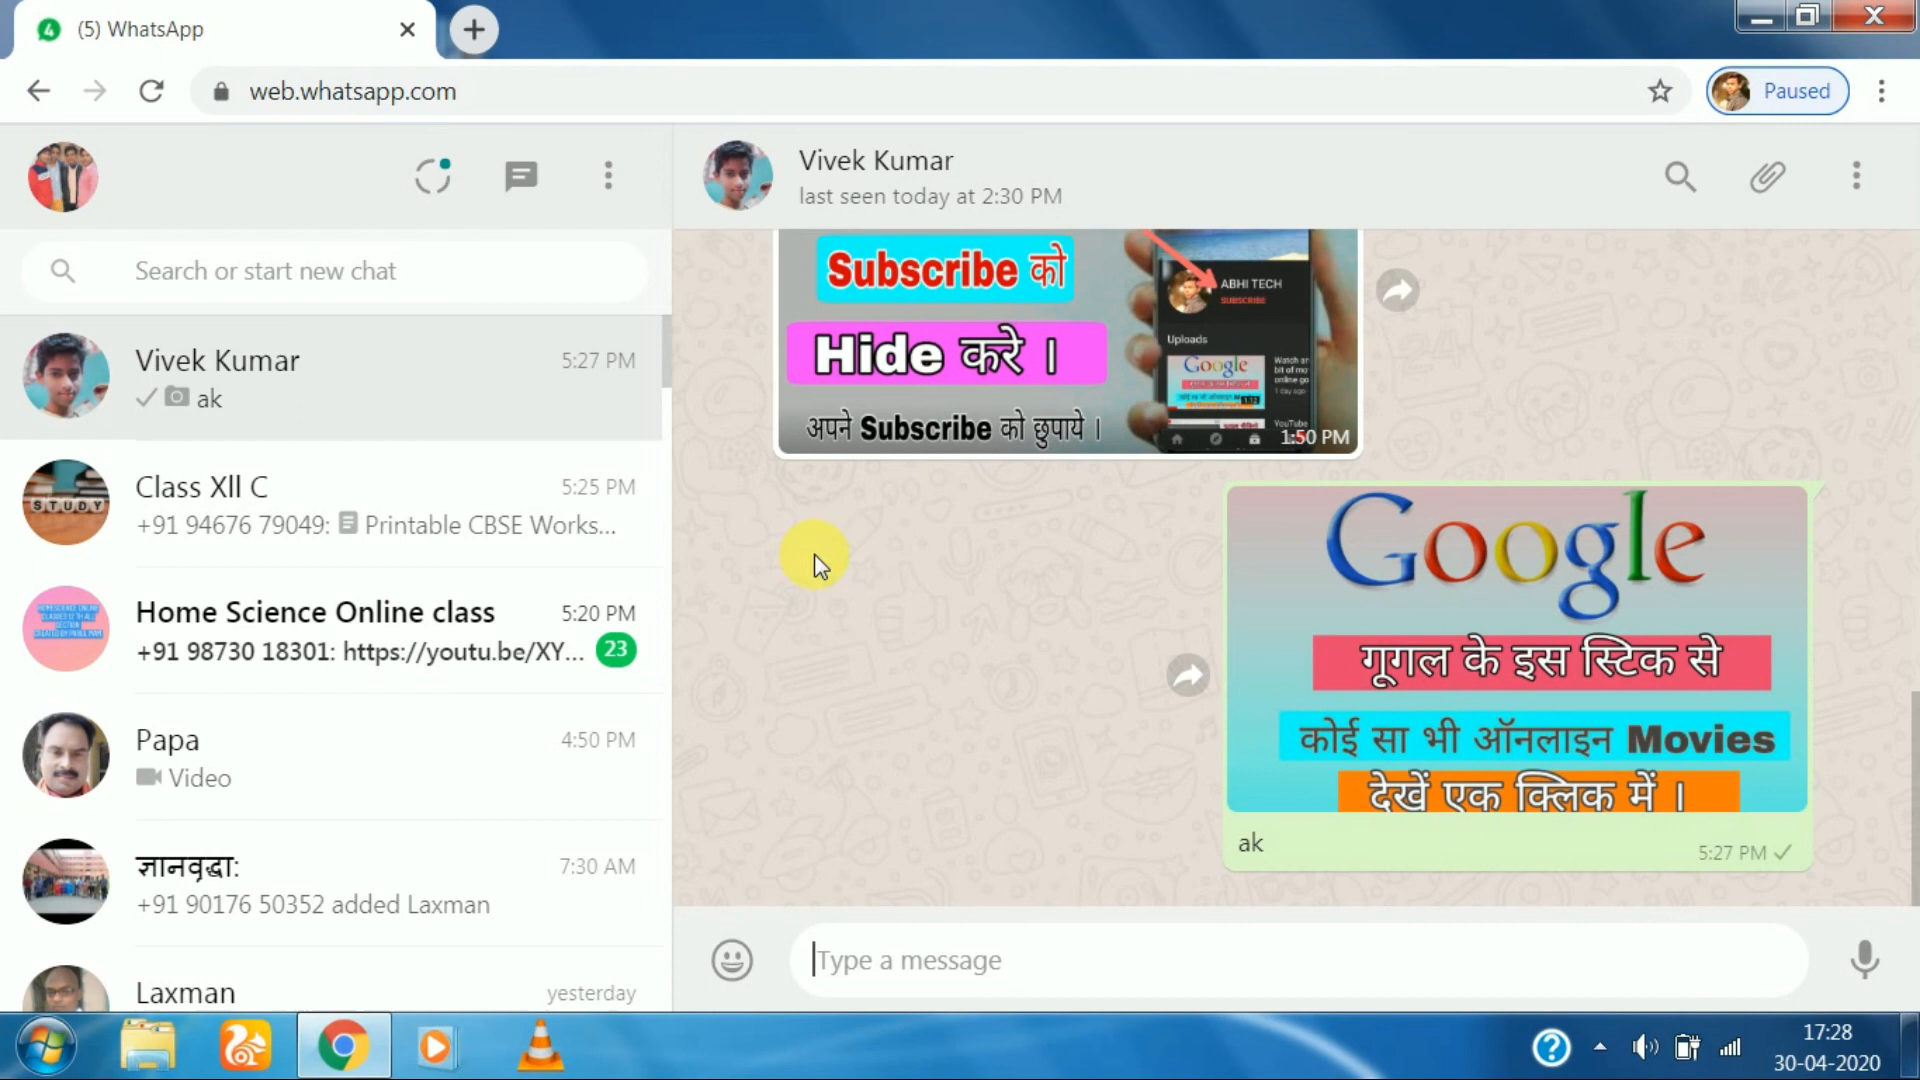 (5) WhatsApp
web.whatsapp.com
Paused
Search or start new chat
Vivek Kumar
5:27 PM
ak
Class Xll C
5:25 PM
+91 94676 79049: Printable CBSE Works...
STUDY
Home Science Online class
5:20 PM
+91 98730 18301: https://youtu.be/XY...
23
Papa
4:50 PM
Video
ज्ञानवृद्धा:
7:30 AM
+91 90176 50352 added Laxman
Laxman
yesterday
Vivek Kumar
last seen today at 2:30 PM
Subscribe को
Hide करे ।
अपने Subscribe को छुपाये ।
ABHI TECH
SUBSCRIBE
Uploads
Google
1:50 PM
Google
गूगल के इस स्टिक से
कोई सा भी ऑनलाइन Movies
देखें एक क्लिक में ।
ak
5:27 PM
Type a message
17:28
30-04-2020